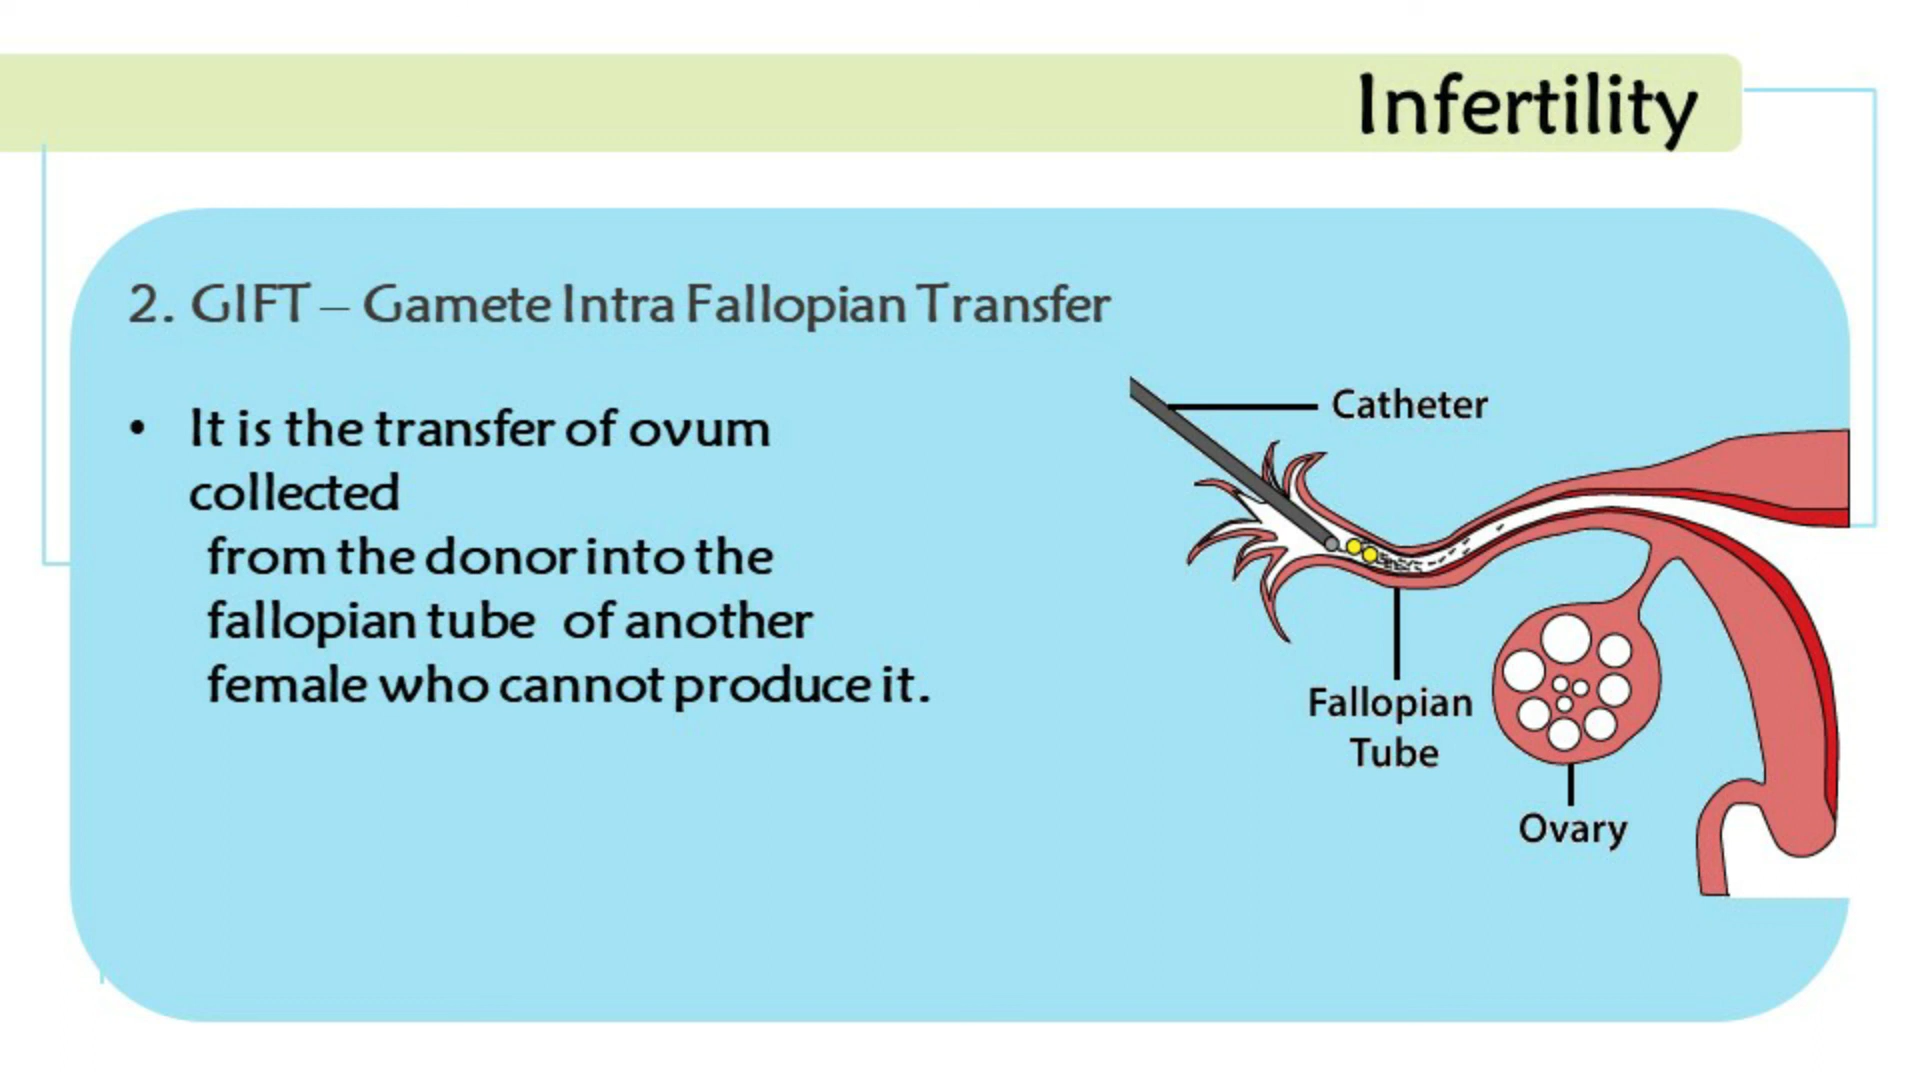 Infertility
2. GIFT – Gamete Intra Fallopian Transfer
• It is the transfer of ovum
collected
from the donor into the
fallopian tube of another
female who cannot produce it.
Catheter
Fallopian
Tube
Ovary